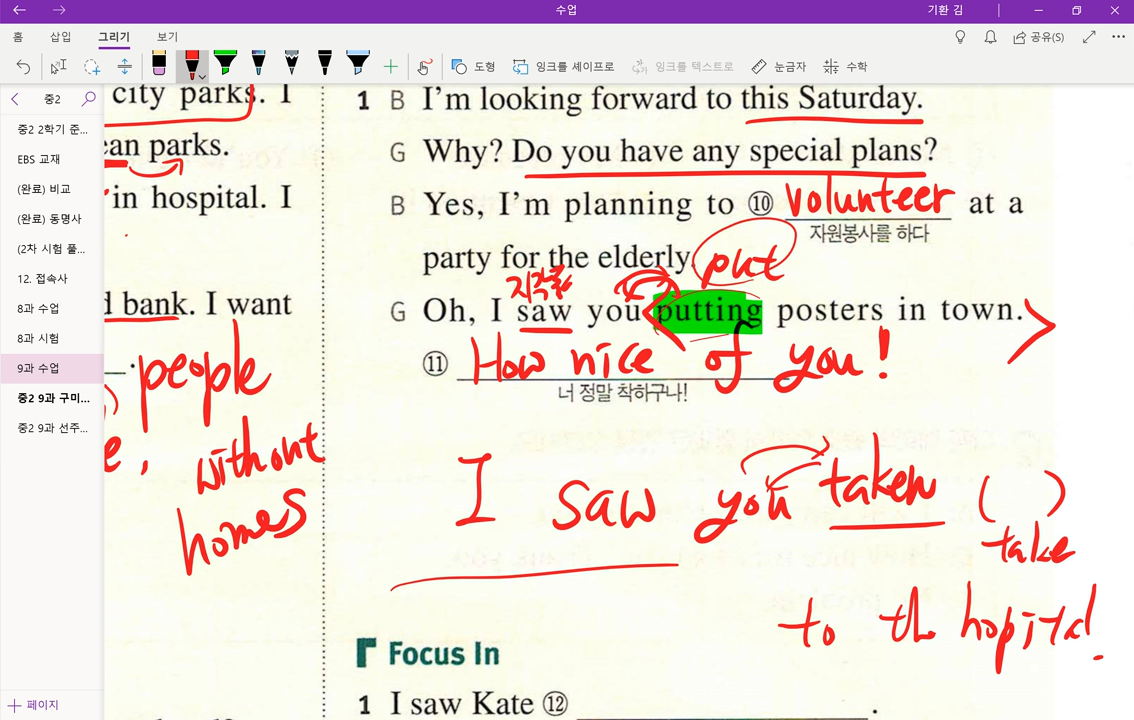 수업
기환 김
홈 삽입 그리기 보기
공유(S)
도형 잉크를 셰이프로 잉크를 텍스트로 눈금자 수학
중2
중2 2학기 준...
EBS 교재
(완료) 비교
(완료) 동명사
(2차 시험 풀...
12. 접속사
8과 수업
8과 시험
9과 수업
중2 9과 구미...
중2 9과 선주...
페이지
city parks. I
ean parks.
in hospital. I
d bank. I want
people
e, without
homes
1 B I'm looking forward to this Saturday.
G Why? Do you have any special plans?
B Yes, I'm planning to ⑩ volunteer at a
자원봉사를 하다
party for the elderly. put
지각동
G Oh, I saw you putting posters in town.
⑪ How nice of you!
너 정말 착하구나!
I saw you taken ( )
take
to the hopital.
Focus In
1 I saw Kate ⑫ .